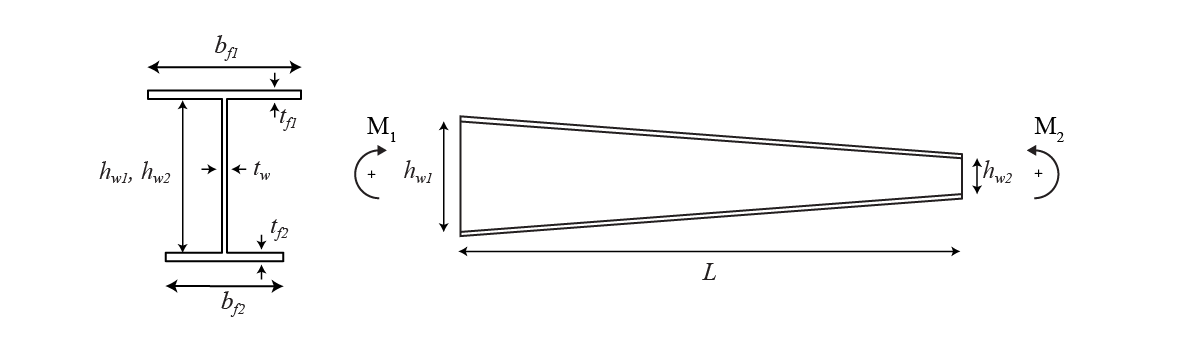 b_f1
t_f1
h_w1, h_w2
t_w
t_f2
b_f2
M_1
+
h_w1
L
h_w2
M_2
+